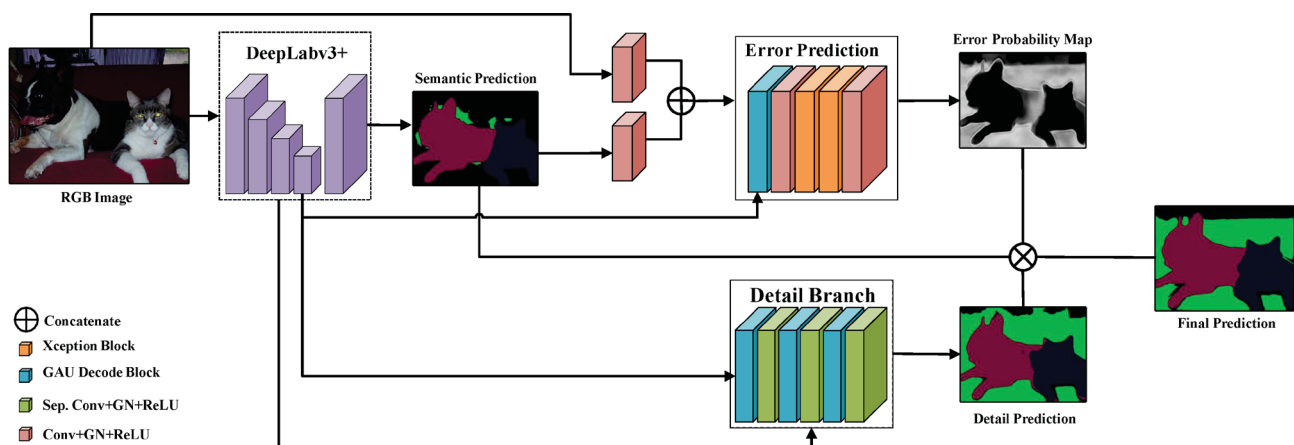 DeepLabv3+
Error Prediction
Error Probability Map
Semantic Prediction
RGB Image
Detail Branch
Final Prediction
Detail Prediction
Concatenate
Xception Block
GAU Decode Block
Sep. Conv+GN+ReLU
Conv+GN+ReLU